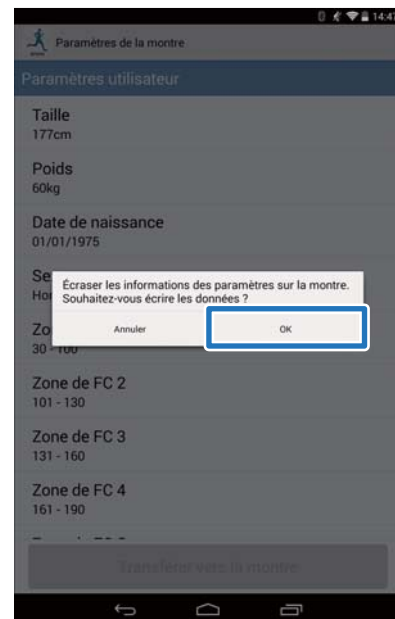 14:47
Paramètres de la montre
Paramètres utilisateur
Taille
177cm
Poids
60kg
Date de naissance
01/01/1975
Se
Hor
Écraser les informations des paramètres sur la montre.
Souhaitez-vous écrire les données ?
Annuler
OK
Zo
30 - 100
Zone de FC 2
101 - 130
Zone de FC 3
131 - 160
Zone de FC 4
161 - 190
Transférer vers la montre